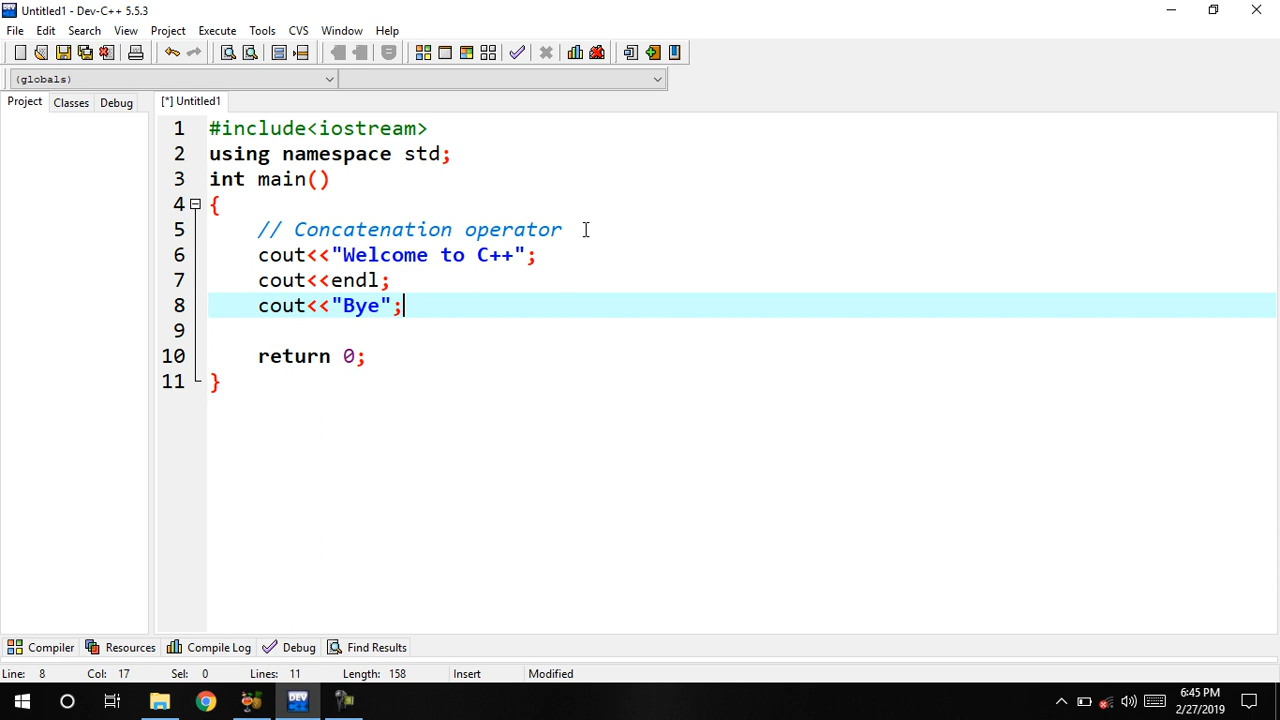 Untitled1 - Dev-C++ 5.5.3
File Edit Search View Project Execute Tools CVS Window Help
(globals)
Project Classes Debug [*] Untitled1
1 #include<iostream>
2 using namespace std;
3 int main()
4 {
5 // Concatenation operator
6 cout<<"Welcome to C++";
7 cout<<endl;
8 cout<<"Bye";
9
10 return 0;
11 }
Compiler Resources Compile Log Debug Find Results
Line: 8 Col: 17 Sel: 0 Lines: 11 Length: 158 Insert Modified
DEV
6:45 PM
2/27/2019